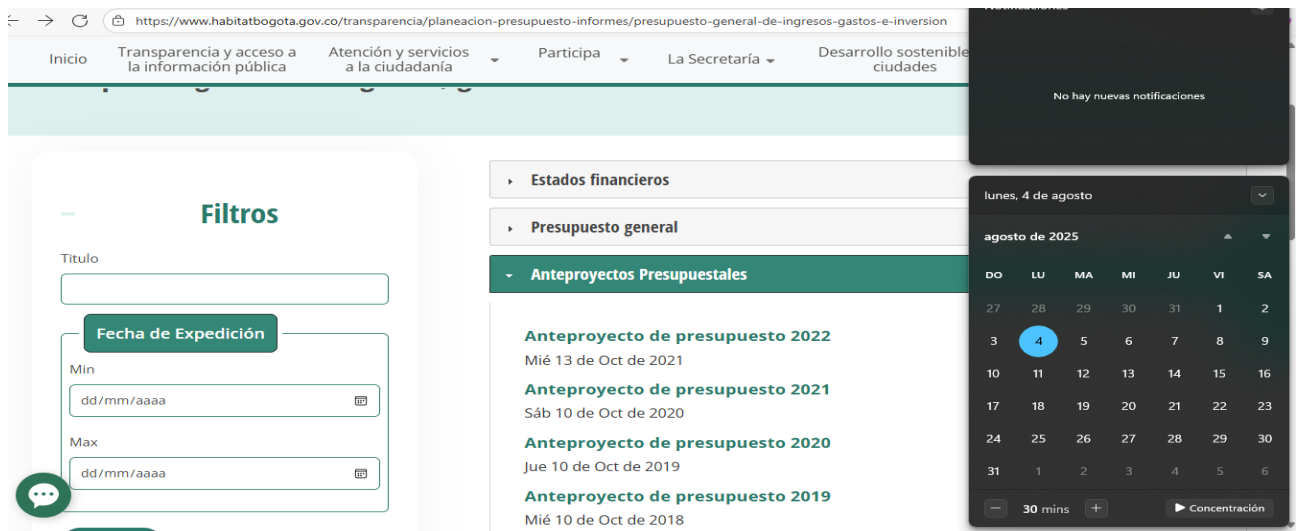 https://www.habitatbogota.gov.co/transparencia/planeacion-presupuesto-informes/presupuesto-general-de-ingresos-gastos-e-inversion
Inicio
Transparencia y acceso a
la información pública
Atención y servicios
a la ciudadanía
Participa
La Secretaría
Desarrollo sostenible
ciudades
Filtros
Titulo
Fecha de Expedición
Min
dd/mm/aaaa
Max
dd/mm/aaaa
Estados financieros
Presupuesto general
Anteproyectos Presupuestales
Anteproyecto de presupuesto 2022
Mié 13 de Oct de 2021
Anteproyecto de presupuesto 2021
Sáb 10 de Oct de 2020
Anteproyecto de presupuesto 2020
Jue 10 de Oct de 2019
Anteproyecto de presupuesto 2019
Mié 10 de Oct de 2018
Notificaciones
No hay nuevas notificaciones
lunes, 4 de agosto
agosto de 2025
DO LU MA MI JU VI SA
27 28 29 30 31 1 2
3 4 5 6 7 8 9
10 11 12 13 14 15 16
17 18 19 20 21 22 23
24 25 26 27 28 29 30
31 1 2 3 4 5 6
30 mins
Concentración